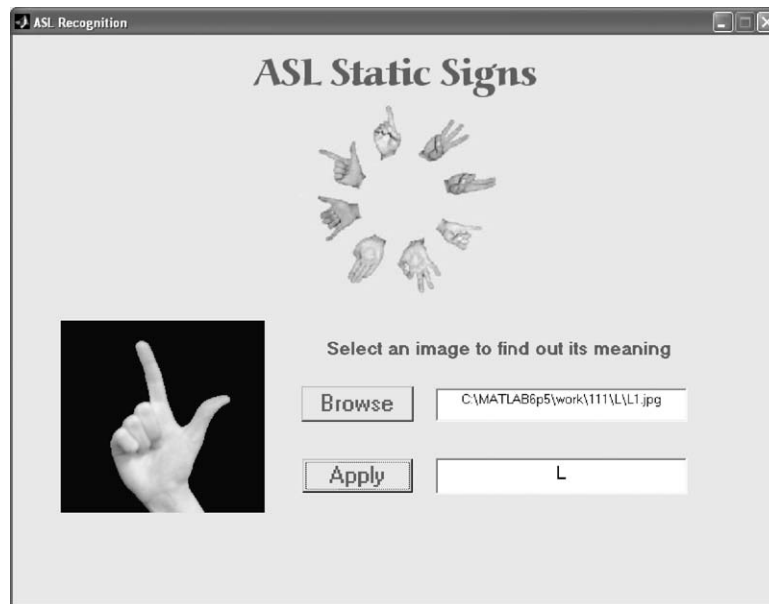 ASL Recognition
ASL Static Signs
Select an image to find out its meaning
Browse
C:\MATLAB6p5\work\111\L\L1.jpg
Apply
L